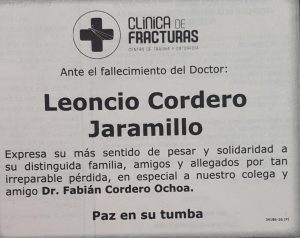 CLÍNICA DE
FRACTURAS
CENTRO DE TRAUMA Y ORTOPEDIA
Ante el fallecimiento del Doctor:
Leoncio Cordero
Jaramillo
Expresa su más sentido de pesar y solidaridad a
su distinguida familia, amigos y allegados por tan
irreparable pérdida, en especial a nuestro colega y
amigo Dr. Fabián Cordero Ochoa.
Paz en su tumba